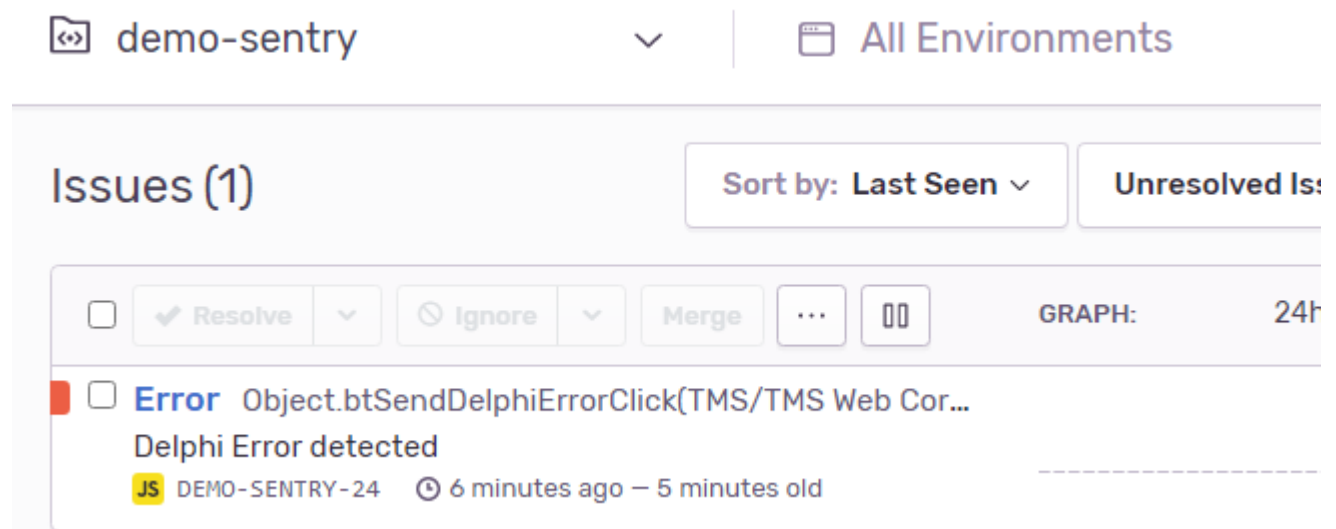 demo-sentry
All Environments
Issues (1)
Sort by: Last Seen
Unresolved Iss
Resolve
Ignore
Merge
...
GRAPH:
24h
Error Object.btSendDelphiErrorClick(TMS/TMS Web Cor...
Delphi Error detected
JS DEMO-SENTRY-24 6 minutes ago — 5 minutes old